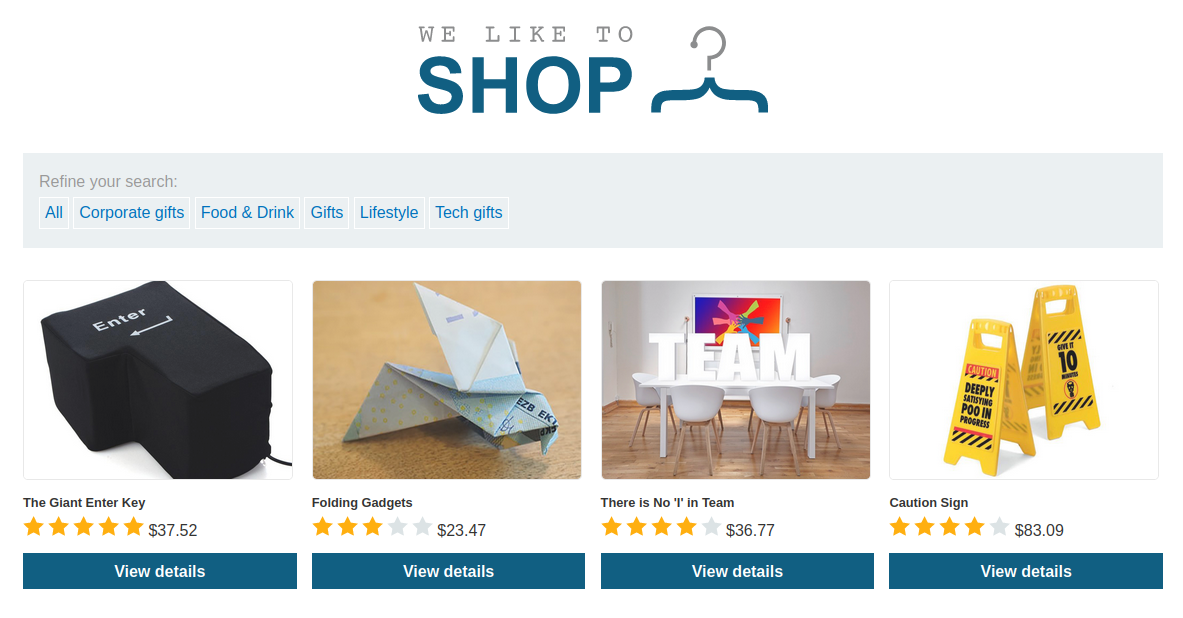 WE LIKE TO
SHOP
Refine your search:
All Corporate gifts Food & Drink Gifts Lifestyle Tech gifts
Enter
EZB EKT
TEAM
CAUTION
DEEPLY
SATISFYING
POO IN
PROGRESS
GIVE IT
10
MINUTES
The Giant Enter Key
$37.52
View details
Folding Gadgets
$23.47
View details
There is No 'I' in Team
$36.77
View details
Caution Sign
$83.09
View details